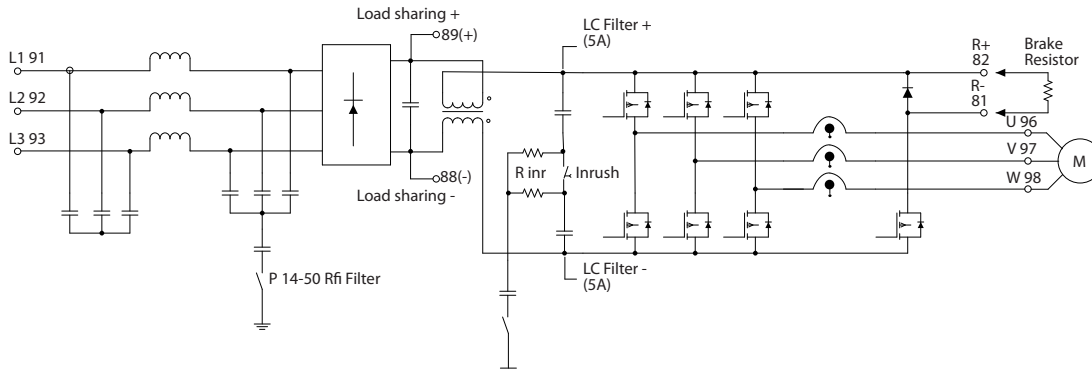 Load sharing +
89(+)
LC Filter +
(5A)
L1 91
L2 92
L3 93
R+
82
Brake
Resistor
R-
81
U 96
V 97
W 98
M
R inr
Inrush
88(-)
Load sharing -
P 14-50 Rfi Filter
LC Filter -
(5A)